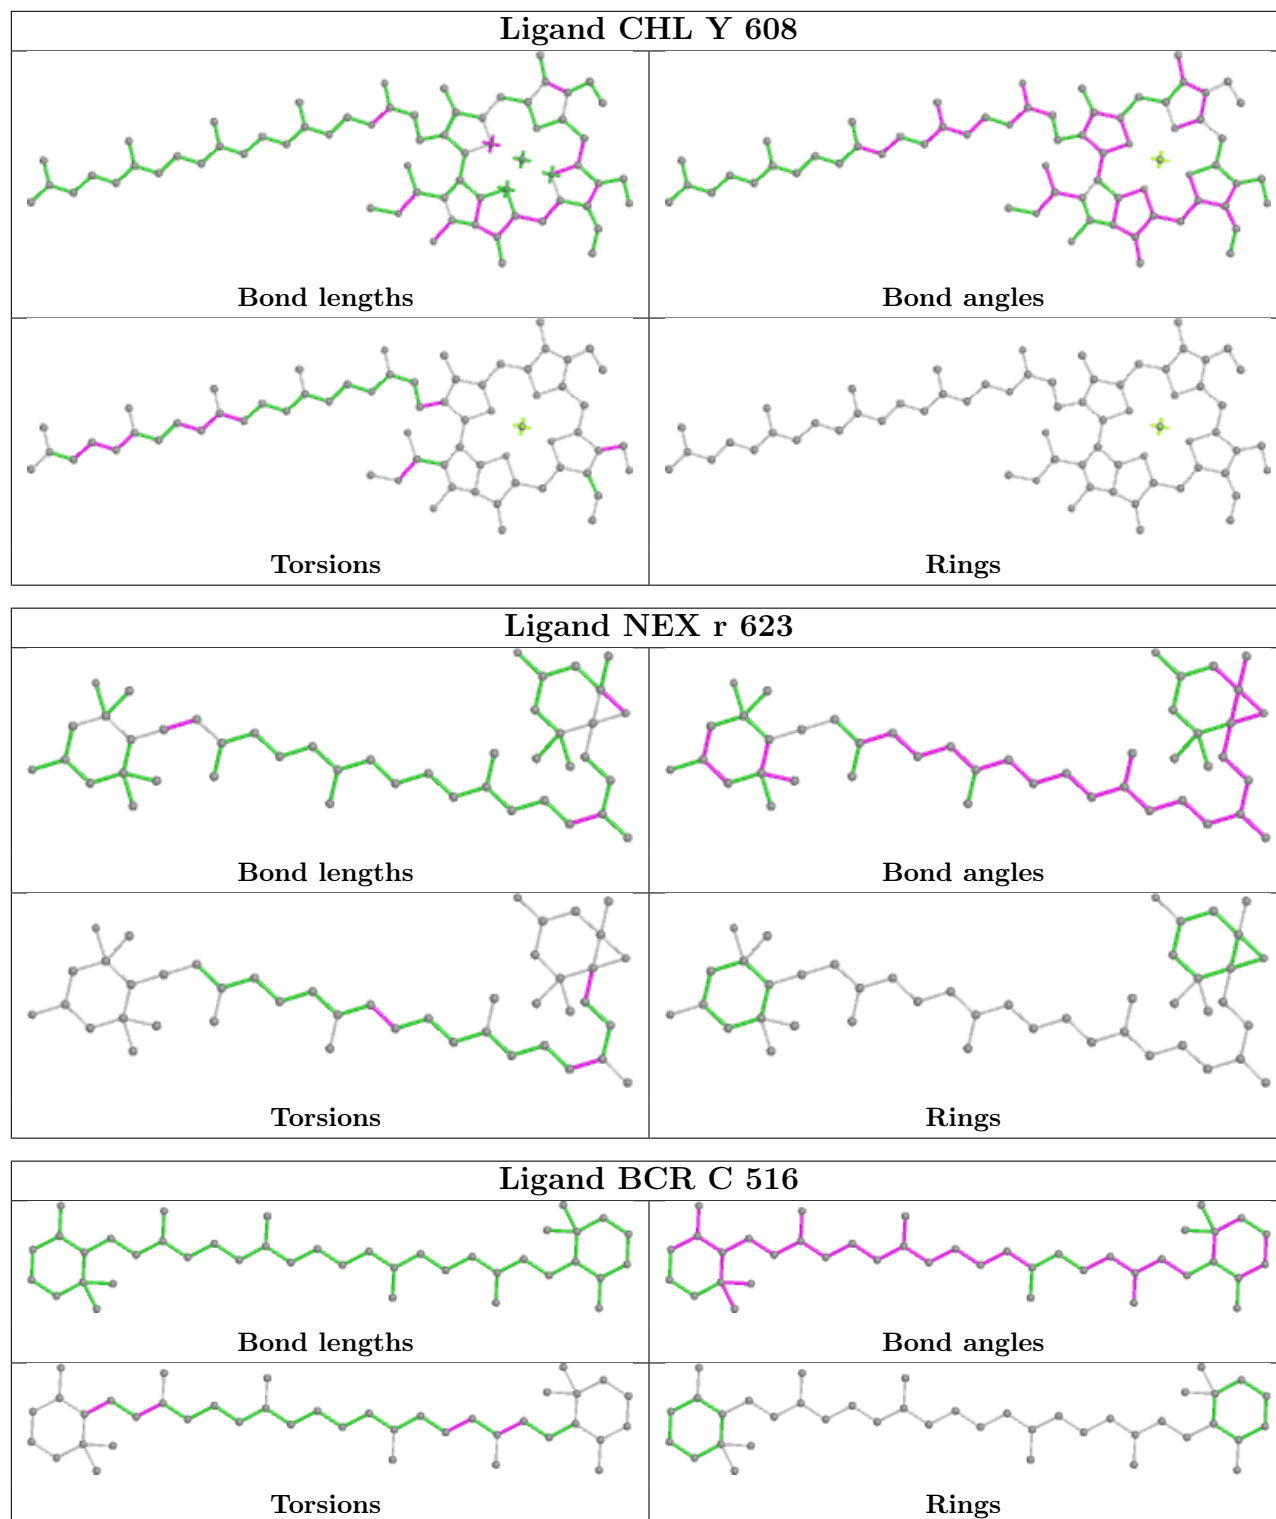 Ligand CHL Y 608
Bond lengths
Bond angles
Torsions
Rings
Ligand NEX r 623
Bond lengths
Bond angles
Torsions
Rings
Ligand BCR C 516
Bond lengths
Bond angles
Torsions
Rings